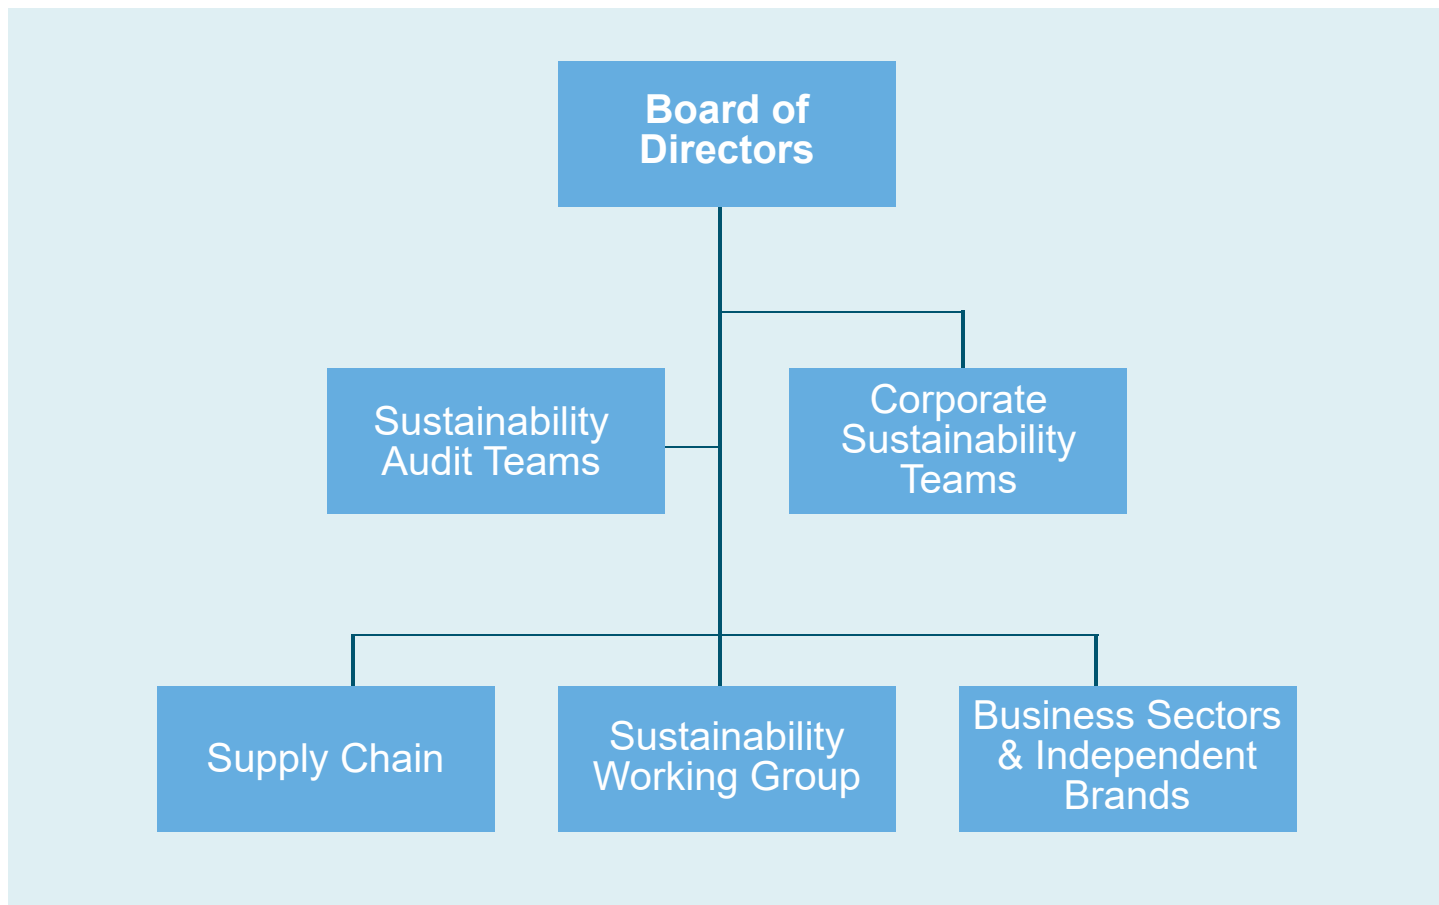 Board of
Directors
Sustainability
Audit Teams
Corporate
Sustainability
Teams
Supply Chain
Sustainability
Working Group
Business Sectors
& Independent
Brands